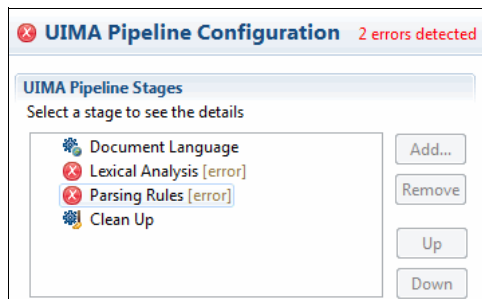 UIMA Pipeline Configuration 2 errors detected
UIMA Pipeline Stages
Select a stage to see the details
Document Language
Lexical Analysis [error]
Parsing Rules [error]
Clean Up
Add...
Remove
Up
Down